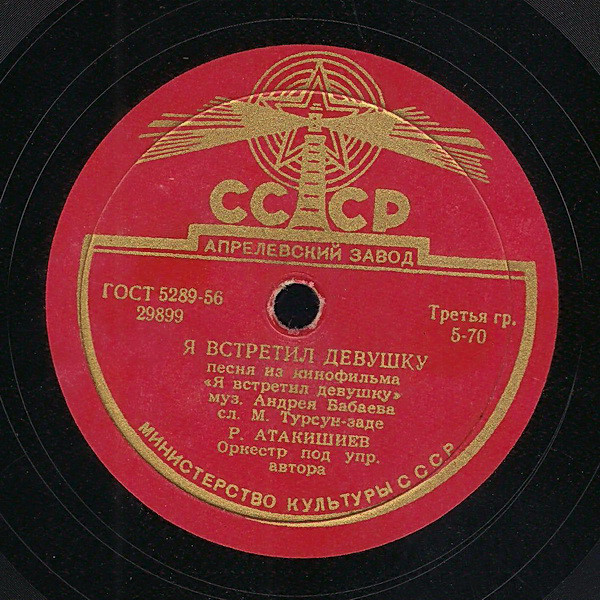 СССР
АПРЕЛЕВСКИЙ ЗАВОД
ГОСТ 5289-56
29899
Третья гр.
5-70
Я ВСТРЕТИЛ ДЕВУШКУ
песня из кинофильма
«Я встретил девушку»
муз. Андрея Бабаева
сл. М. Турсун-заде
Р. АТАКИШИЕВ
Оркестр под упр.
автора
МИНИСТЕРСТВО КУЛЬТУРЫ СССР